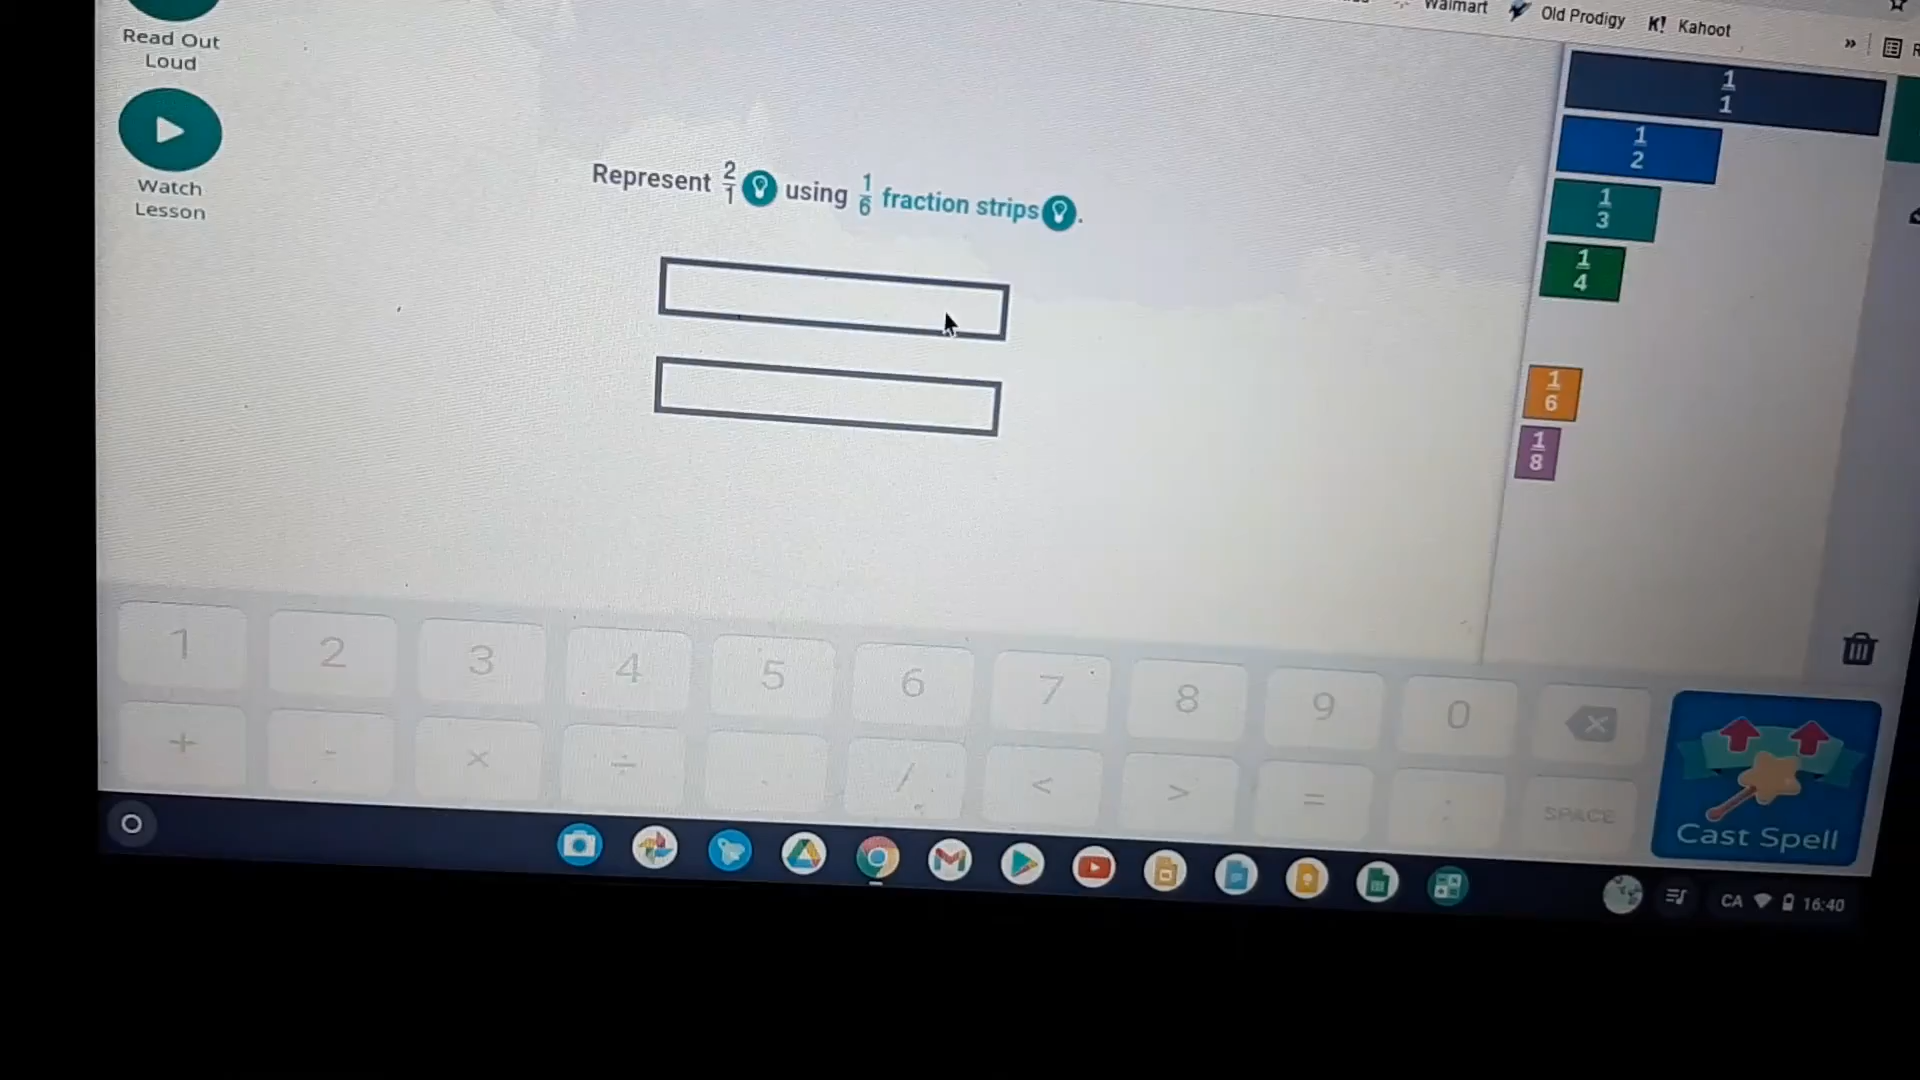 Walmart Old Prodigy K! Kahoot »
Read Out
Loud
Watch
Lesson
Represent 2/1 using 1/6 fraction strips.
1/1
1/2
1/3
1/4
1/6
1/8
1 2 3 4 5 6 7 8 9 0
+ - × ÷ . / < > = : SPACE
Cast Spell
CA 16:40